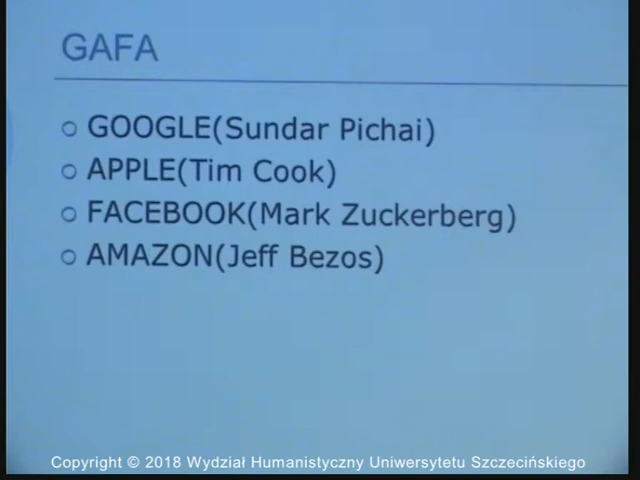 GAFA
GOOGLE(Sundar Pichai)
APPLE(Tim Cook)
FACEBOOK(Mark Zuckerberg)
AMAZON(Jeff Bezos)
Copyright © 2018 Wydział Humanistyczny Uniwersytetu Szczecińskiego